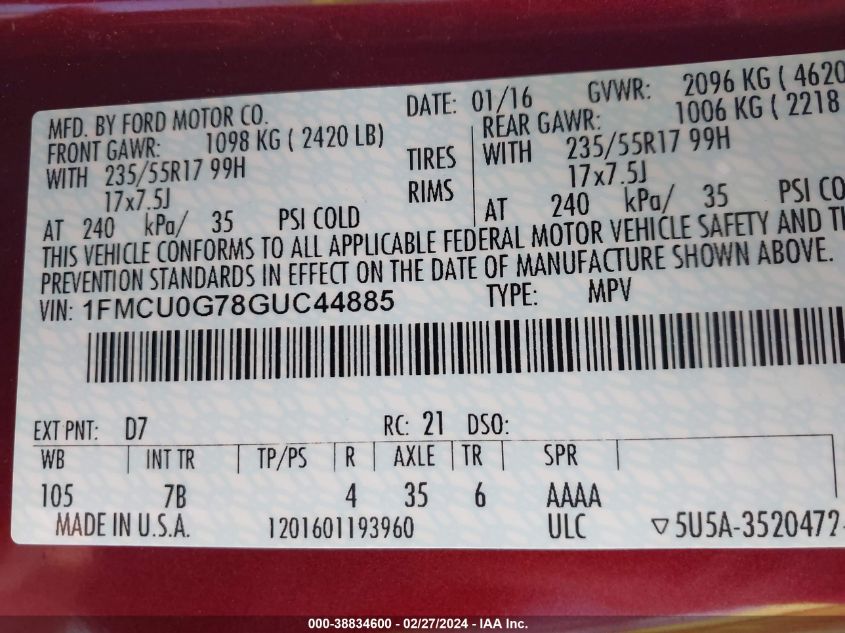 MFD. BY FORD MOTOR CO. DATE: 01/16 GVWR: 2096 KG ( 4620
FRONT GAWR: 1098 KG ( 2420 LB) REAR GAWR: 1006 KG ( 2218
WITH 235/55R17 99H TIRES WITH 235/55R17 99H
17x7.5J RIMS 17x7.5J
AT 240 kPa/ 35 PSI COLD AT 240 kPa/ 35 PSI CO
THIS VEHICLE CONFORMS TO ALL APPLICABLE FEDERAL MOTOR VEHICLE SAFETY AND
PREVENTION STANDARDS IN EFFECT ON THE DATE OF MANUFACTURE SHOWN ABOVE.
VIN: 1FMCU0G78GUC44885 TYPE: MPV
EXT PNT: D7 RC: 21 DSO:
WB INT TR TP/PS R AXLE TR SPR
105 7B 4 35 6 AAAA
MADE IN U.S.A. 1201601193960 ULC ▽5U5A-3520472-
000-38834600 - 02/27/2024 - IAA Inc.